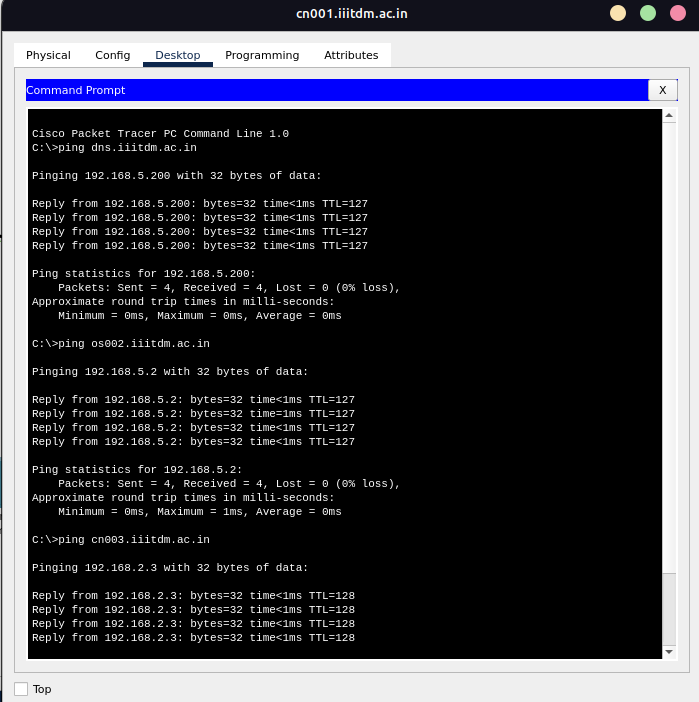 cn001.iiitdm.ac.in
Physical Config Desktop Programming Attributes
Command Prompt X
Cisco Packet Tracer PC Command Line 1.0
C:\>ping dns.iiitdm.ac.in
Pinging 192.168.5.200 with 32 bytes of data:
Reply from 192.168.5.200: bytes=32 time<1ms TTL=127
Reply from 192.168.5.200: bytes=32 time<1ms TTL=127
Reply from 192.168.5.200: bytes=32 time<1ms TTL=127
Reply from 192.168.5.200: bytes=32 time<1ms TTL=127
Ping statistics for 192.168.5.200:
Packets: Sent = 4, Received = 4, Lost = 0 (0% loss),
Approximate round trip times in milli-seconds:
Minimum = 0ms, Maximum = 0ms, Average = 0ms
C:\>ping os002.iiitdm.ac.in
Pinging 192.168.5.2 with 32 bytes of data:
Reply from 192.168.5.2: bytes=32 time<1ms TTL=127
Reply from 192.168.5.2: bytes=32 time=1ms TTL=127
Reply from 192.168.5.2: bytes=32 time<1ms TTL=127
Reply from 192.168.5.2: bytes=32 time<1ms TTL=127
Ping statistics for 192.168.5.2:
Packets: Sent = 4, Received = 4, Lost = 0 (0% loss),
Approximate round trip times in milli-seconds:
Minimum = 0ms, Maximum = 1ms, Average = 0ms
C:\>ping cn003.iiitdm.ac.in
Pinging 192.168.2.3 with 32 bytes of data:
Reply from 192.168.2.3: bytes=32 time<1ms TTL=128
Reply from 192.168.2.3: bytes=32 time<1ms TTL=128
Reply from 192.168.2.3: bytes=32 time<1ms TTL=128
Reply from 192.168.2.3: bytes=32 time<1ms TTL=128
Top